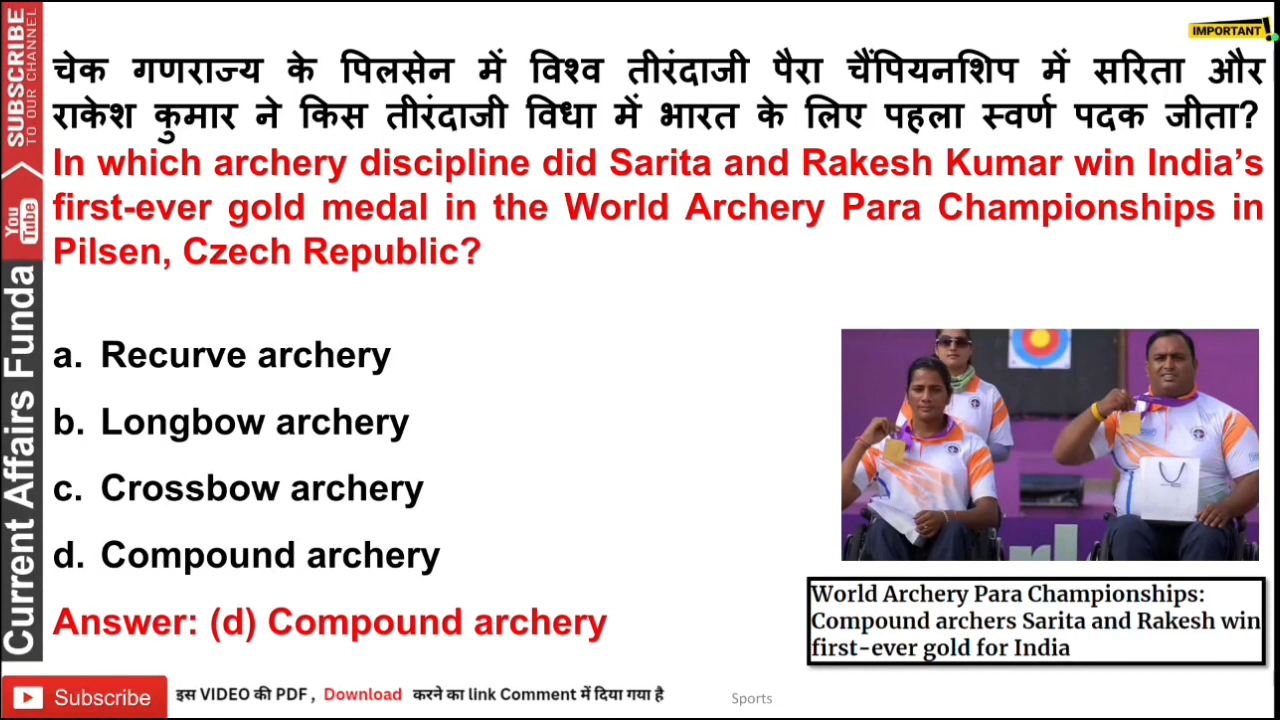 IMPORTANT!
चेक गणराज्य के पिलसेन में विश्व तीरंदाजी पैरा चैंपियनशिप में सरिता और
राकेश कुमार ने किस तीरंदाजी विधा में भारत के लिए पहला स्वर्ण पदक जीता?
In which archery discipline did Sarita and Rakesh Kumar win India’s
first-ever gold medal in the World Archery Para Championships in
Pilsen, Czech Republic?
a. Recurve archery
b. Longbow archery
c. Crossbow archery
d. Compound archery
Answer: (d) Compound archery
World Archery Para Championships:
Compound archers Sarita and Rakesh win
first-ever gold for India
SUBSCRIBE
TO OUR CHANNEL
You
Tube
Current Affairs Funda
Subscribe
इस VIDEO की PDF , Download करने का link Comment में दिया गया है
Sports